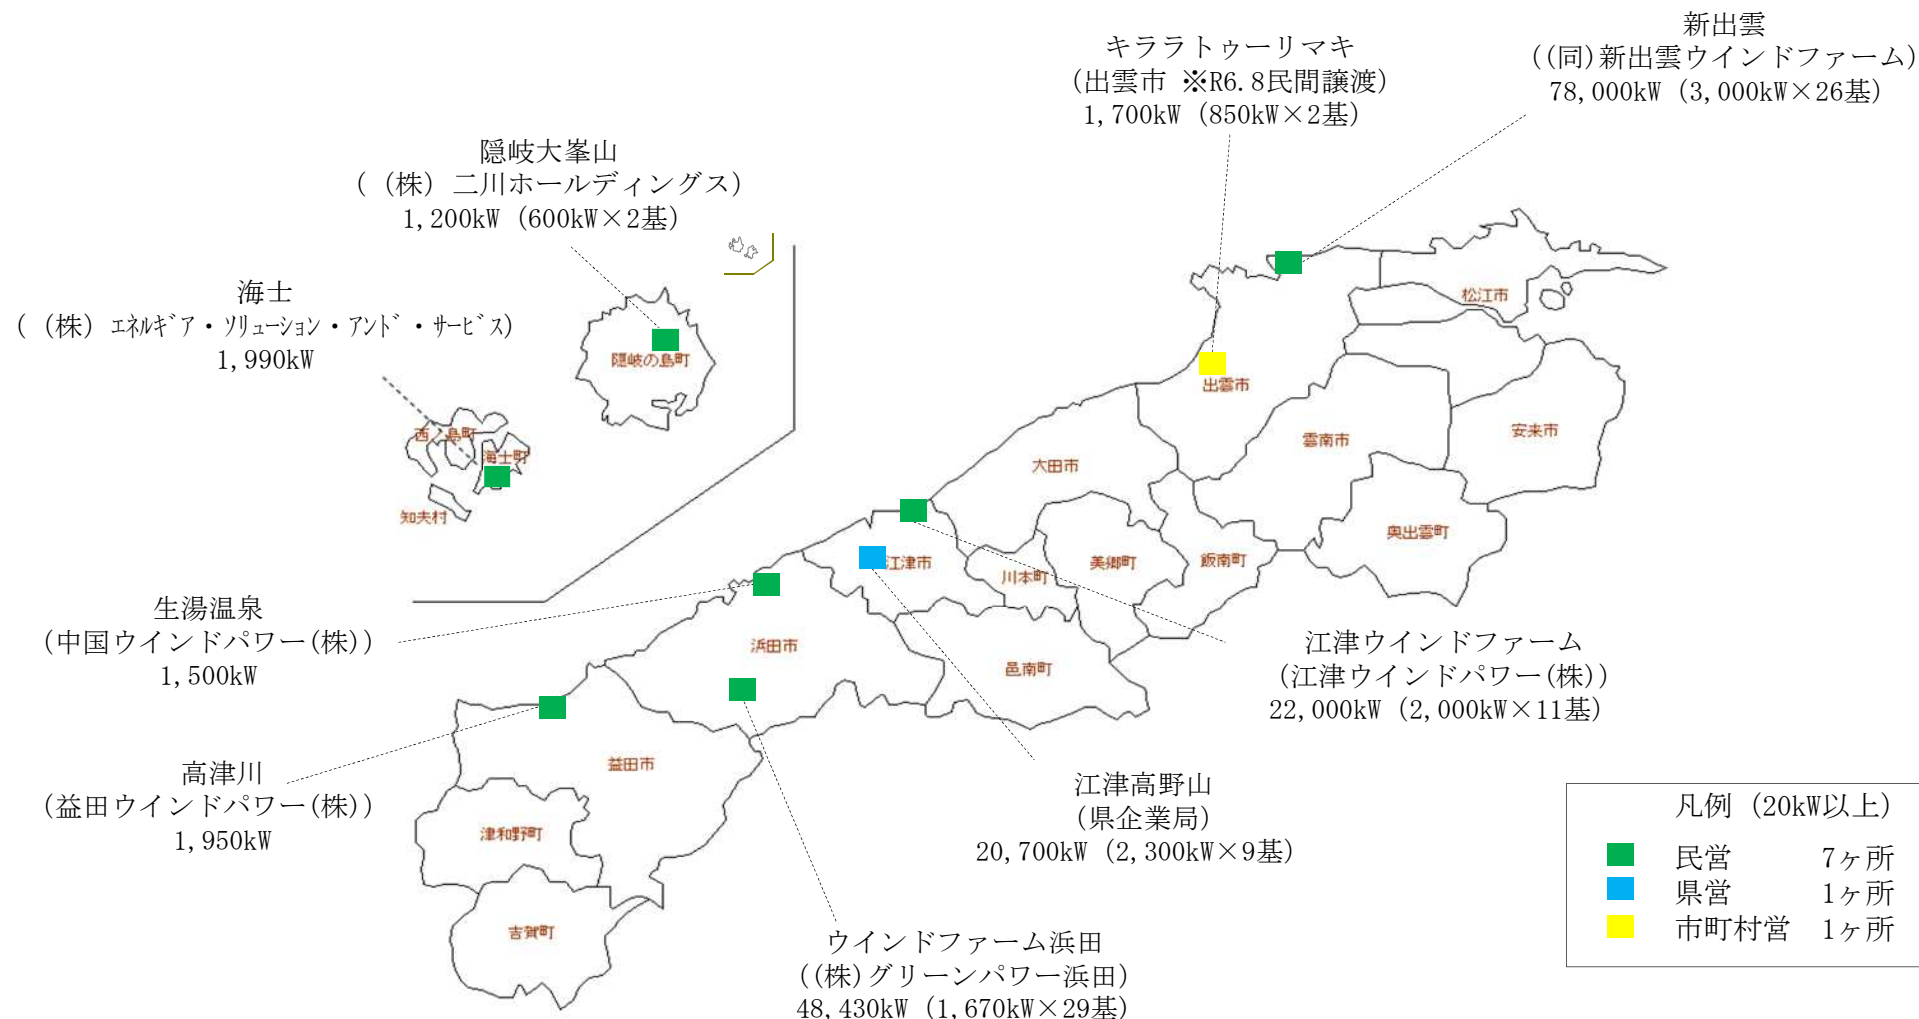 新出雲
((同)新出雲ウインドファーム)
78,000kW (3,000kW×26基)
キララトゥーリマキ
(出雲市 ※R6.8民間譲渡)
1,700kW (850kW×2基)
隠岐大峯山
( (株) 二川ホールディングス)
1,200kW (600kW×2基)
海士
( (株) エネルギア・ソリューション・アンド・サービス)
1,990kW
隠岐の島町
西ノ島町
海士町
知夫村
松江市
出雲市
雲南市
安来市
大田市
奥出雲町
飯南町
美郷町
川本町
江津市
邑南町
浜田市
益田市
津和野町
吉賀町
生湯温泉
(中国ウインドパワー(株))
1,500kW
江津ウインドファーム
(江津ウインドパワー(株))
22,000kW (2,000kW×11基)
高津川
(益田ウインドパワー(株))
1,950kW
江津高野山
(県企業局)
20,700kW (2,300kW×9基)
ウインドファーム浜田
((株)グリーンパワー浜田)
48,430kW (1,670kW×29基)
凡例 (20kW以上)
民営 7ヶ所
県営 1ヶ所
市町村営 1ヶ所